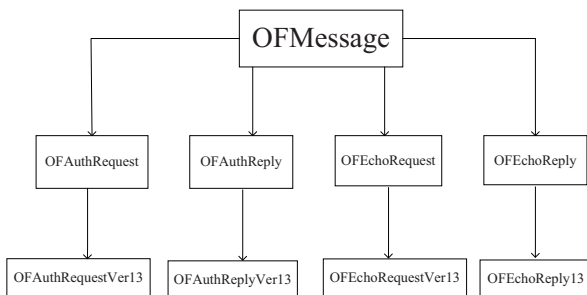 OFMessage
OFAuthRequest
OFAuthReply
OFEchoRequest
OFEchoReply
OFAuthRequestVer13
OFAuthReplyVer13
OFEchoRequestVer13
OFEchoReply13